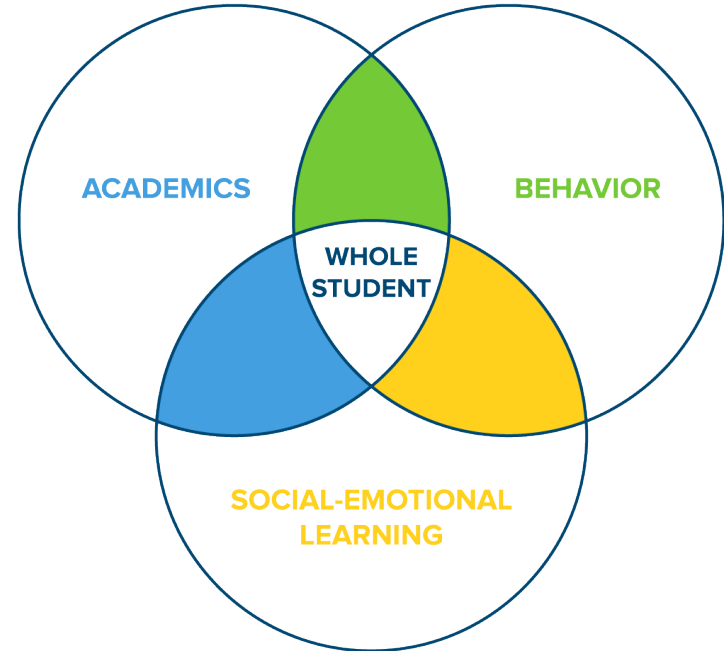 ACADEMICS
BEHAVIOR
WHOLE
STUDENT
SOCIAL-EMOTIONAL
LEARNING